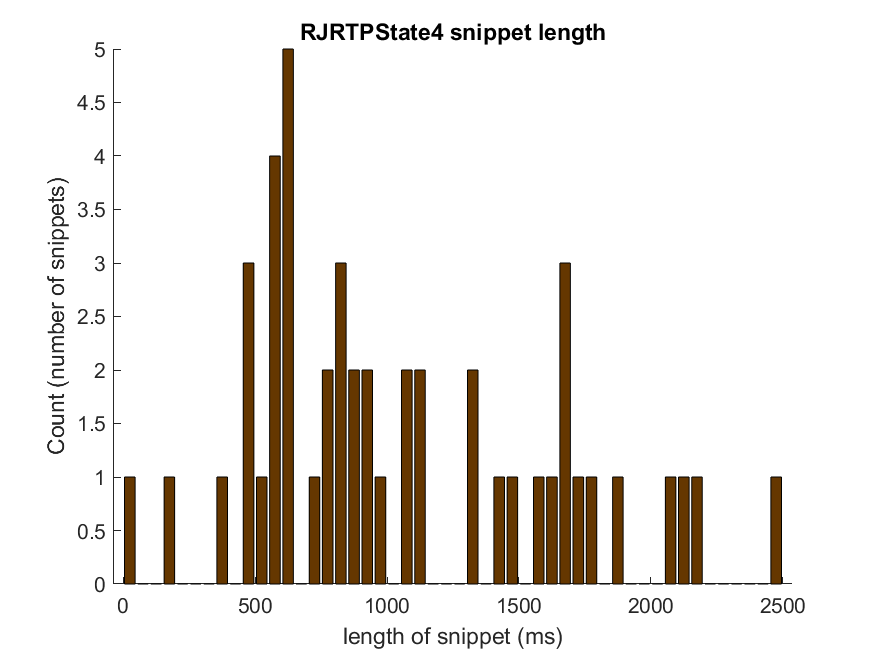 RJRTPState4 snippet length
Count (number of snippets)
5
4.5
4
3.5
3
2.5
2
1.5
1
0.5
0
0 500 1000 1500 2000 2500
length of snippet (ms)